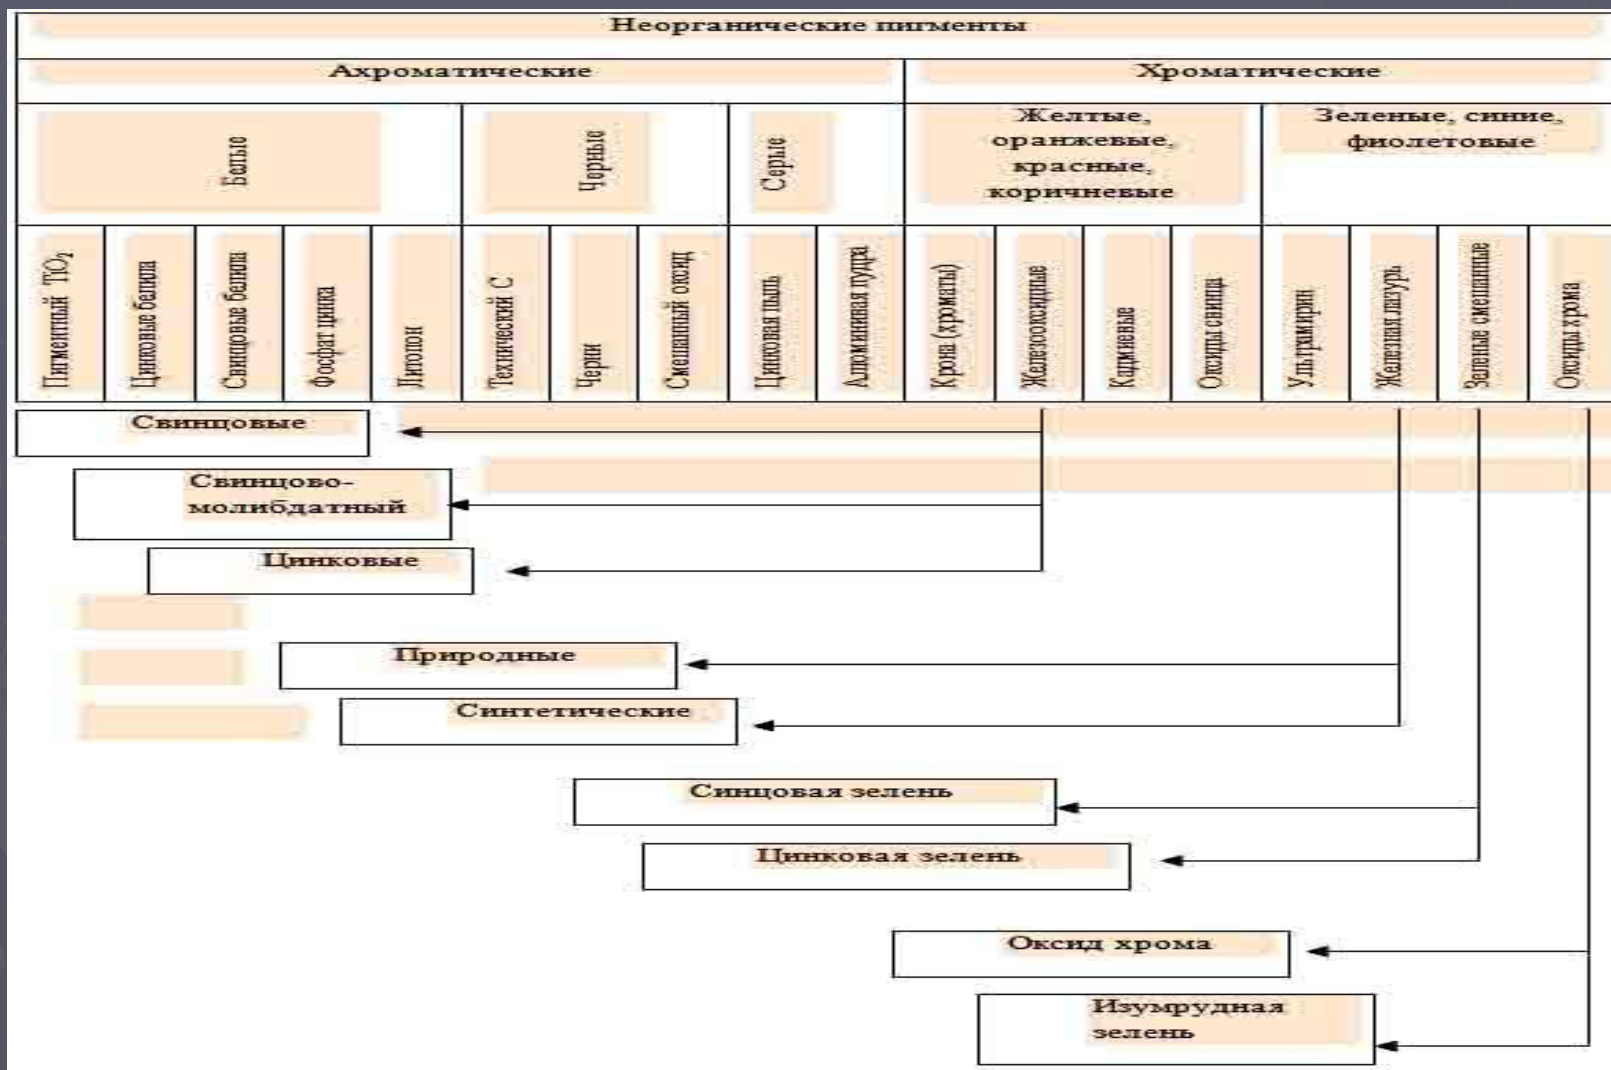 Неорганические пигменты
Ахроматические
Хроматические
Белые
Черные
Серые
Желтые,
оранжевые,
красные,
коричневые
Зеленые, синие,
фиолетовые
Пигментный TiO₂
Цинковые белила
Свинцовые белила
Фосфат цинка
Литопон
Технический С
Черни
Смешанный оксид
Цинковая пыль
Алюминиевая пудра
Крона (хроматы)
Железооксидные
Кадмиевые
Оксиды свинца
Ультрамирин
Железная лазурь
Зеленые смешанные
Оксиды хрома
Свинцовые
Свинцово-
молибдатный
Цинковые
Природные
Синтетические
Синцовая зелень
Цинковая зелень
Оксид хрома
Изумрудная
зелень